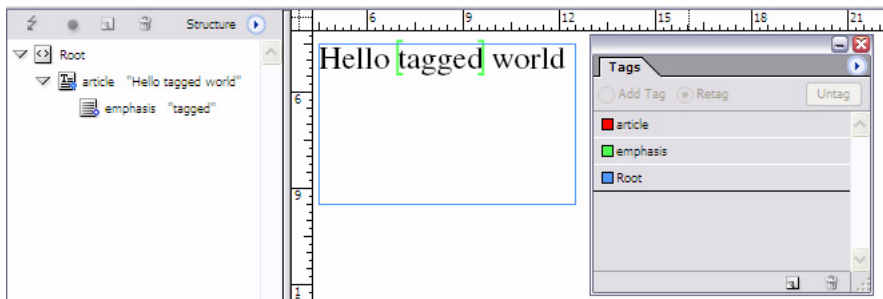 Structure
Root
article "Hello tagged world"
emphasis "tagged"
6 9 12 15 18 21
6
9
1
Hello [tagged] world
Tags
Add Tag Retag Untag
article
emphasis
Root